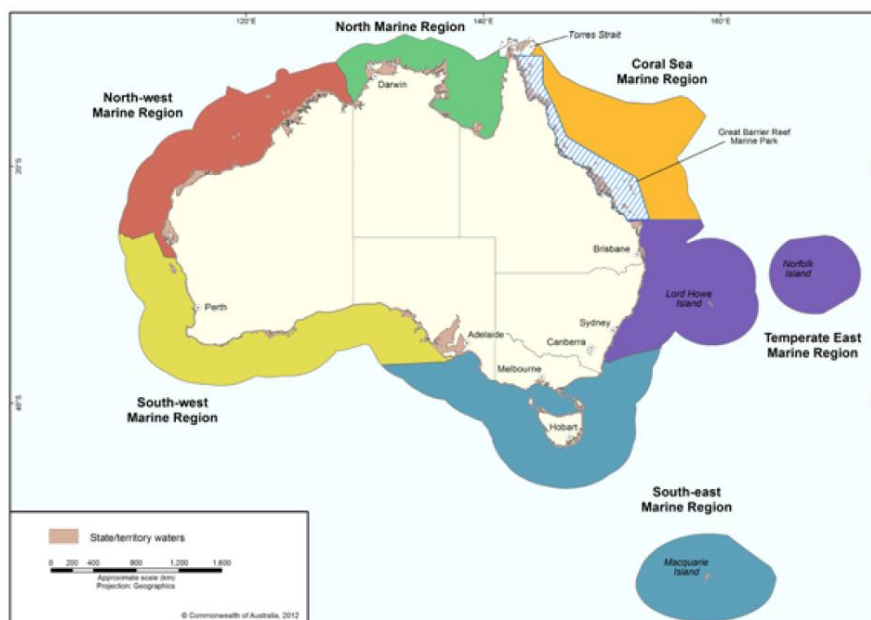 120°E
140°E
160°E
North Marine Region
Torres Strait
Coral Sea
Marine Region
Darwin
North-west
Marine Region
Great Barrier Reef
Marine Park
20°S
Brisbane
Norfolk
Island
Lord Howe
Island
Perth
Sydney
Adelaide
Canberra
Temperate East
Marine Region
Melbourne
South-west
Marine Region
40°S
Hobart
South-east
Marine Region
State/territory waters
0 200 400 800 1,200 1,600
Approximate scale (km)
Projection: Geographics
Macquarie
Island
© Commonwealth of Australia, 2012